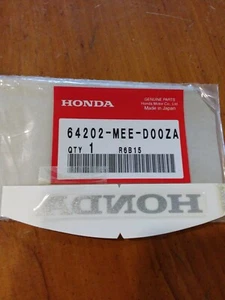 HONDA
GENUINE PARTS
Honda Motor Co., Ltd.
Made in Japan
64202-MEE-D00ZA
QTY 1 R6B15
HONDA